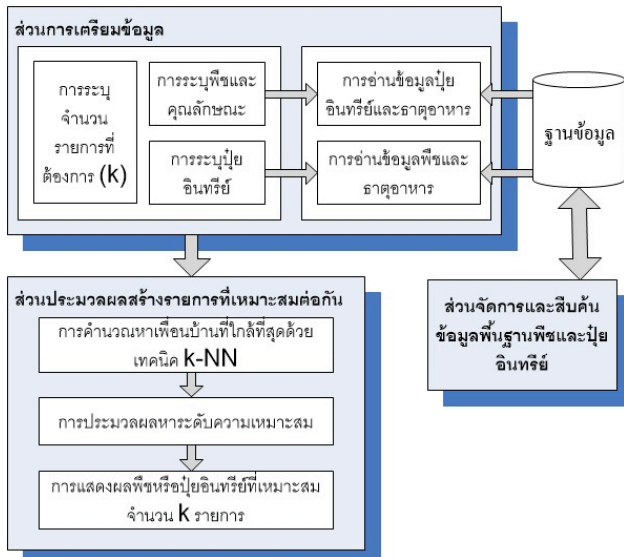 ส่วนการเตรียมข้อมูล
การระบุ
จำนวน
รายการที่
ต้องการ (k)
การระบุพืชและ
คุณลักษณะ
การระบุปุ๋ย
อินทรีย์
การอ่านข้อมูลปุ๋ย
อินทรีย์และธาตุอาหาร
การอ่านข้อมูลพืชและ
ธาตุอาหาร
ฐานข้อมูล
ส่วนประมวลผลสร้างรายการที่เหมาะสมต่อกัน
การคำนวณหาเพื่อนบ้านที่ใกล้ที่สุดด้วย
เทคนิค k-NN
การประมวลผลหาระดับความเหมาะสม
การแสดงผลพืชหรือปุ๋ยอินทรีย์ที่เหมาะสม
จำนวน k รายการ
ส่วนจัดการและสืบค้น
ข้อมูลพื้นฐานพืชและปุ๋ย
อินทรีย์